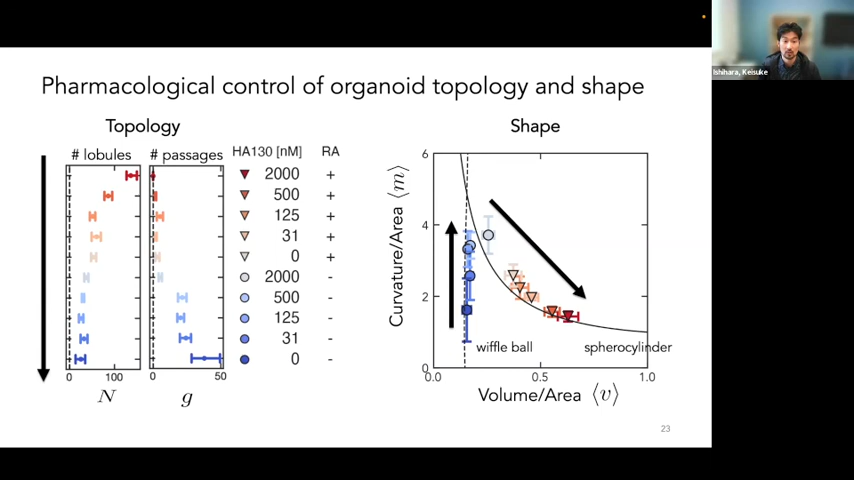 Ishihara, Keisuke
Pharmacological control of organoid topology and shape
Topology
# lobules
# passages
HA130 [nM]
RA
2000 +
500 +
125 +
31 +
0 +
2000 -
500 -
125 -
31 -
0 -
0 100
0 50
N
g
Shape
6
4
2
0
Curvature/Area ⟨m⟩
wiffle ball
spherocylinder
0.0 0.5 1.0
Volume/Area ⟨v⟩
23